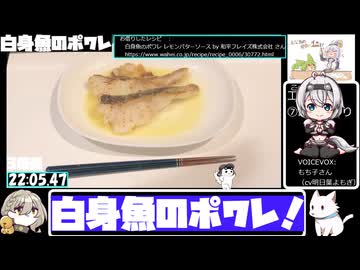 白身魚のポワレ
お借りしたレシピ :
白身魚のポワレ レモンバターソース by 和平フレイズ株式会社 さん
https://www.wahei.co.jp/recipe/recipe_0006/30772.html
22:05.47
VOICEVOX:
もち子さん
(cv明日葉よもぎ)
白身魚のポワレ!